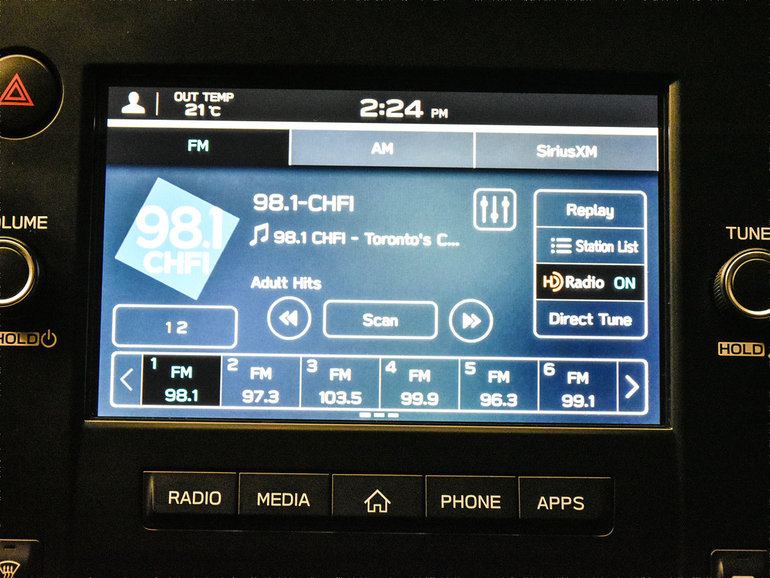 OUT TEMP
21°C
2:24 PM
FM
AM
SiriusXM
98.1
CHFI
98.1-CHFI
98.1 CHFI - Toronto's C...
Adult Hits
1 2
Scan
Replay
Station List
HD Radio ON
Direct Tune
1 FM
98.1
2 FM
97.3
3 FM
103.5
4 FM
99.9
5 FM
96.3
6 FM
99.1
OLUME
HOLD
TUNE
HOLD
RADIO
MEDIA
PHONE
APPS